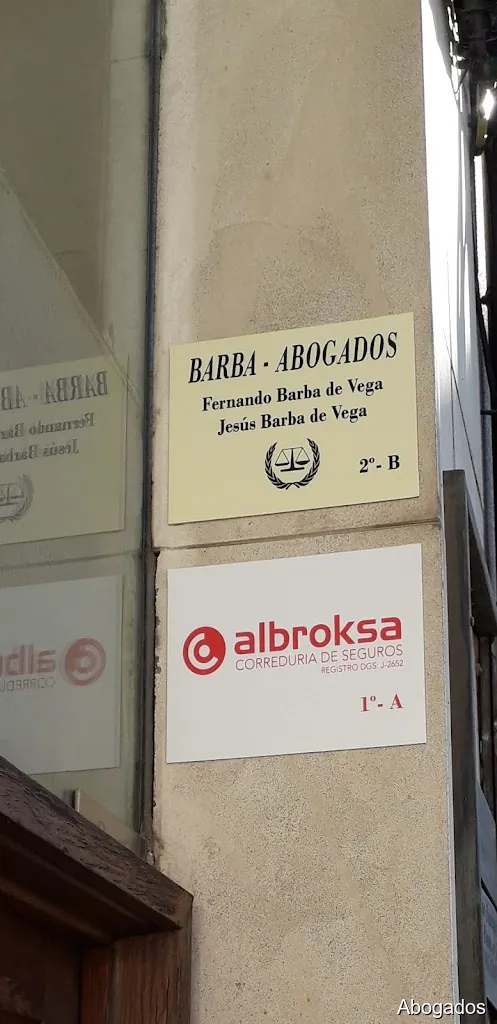 BARBA - ABOGADOS
Fernando Barba de Vega
Jesús Barba de Vega
2º- B
albroksa
CORREDURIA DE SEGUROS
REGISTRO DGS: J-2652
1º- A
Abogados